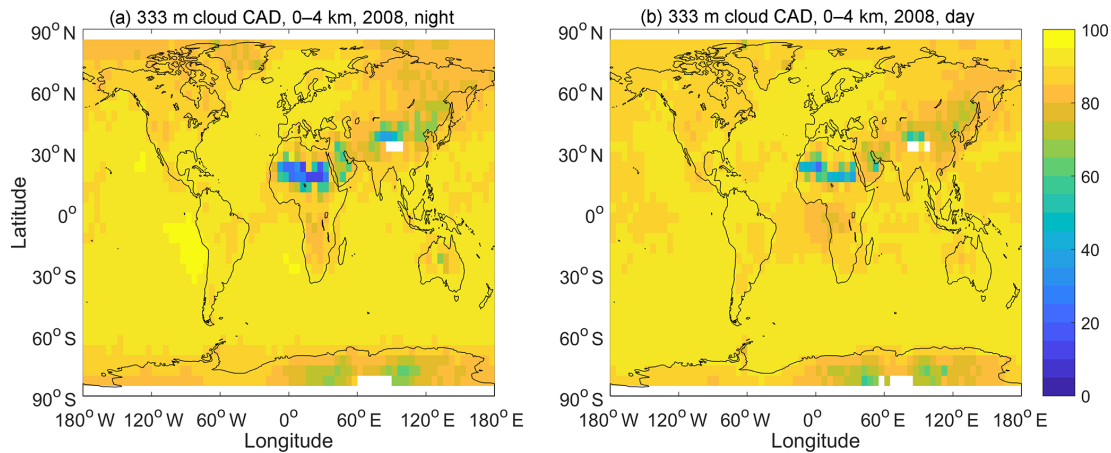 (a) 333 m cloud CAD, 0–4 km, 2008, night
(b) 333 m cloud CAD, 0–4 km, 2008, day
90° N
60° N
30° N
0°
30° S
60° S
90° S
Latitude
180° W 120° W 60° W 0° 60° E 120° E 180° E
Longitude
90° N
60° N
30° N
0°
30° S
60° S
90° S
180° W 120° W 60° W 0° 60° E 120° E 180° E
Longitude
100
80
60
40
20
0